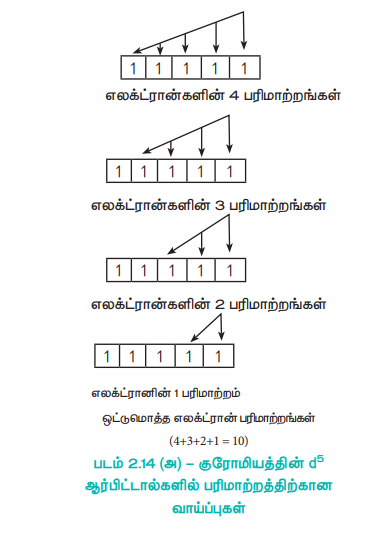 1 1 1 1 1
எலக்ட்ரான்களின் 4 பரிமாற்றங்கள்
1 1 1 1 1
எலக்ட்ரான்களின் 3 பரிமாற்றங்கள்
1 1 1 1 1
எலக்ட்ரான்களின் 2 பரிமாற்றங்கள்
1 1 1 1 1
எலக்ட்ரானின் 1 பரிமாற்றம்
ஒட்டுமொத்த எலக்ட்ரான் பரிமாற்றங்கள்
(4+3+2+1 = 10)
படம் 2.14 (அ) – குரோமியத்தின் d⁵
ஆர்பிட்டால்களில் பரிமாற்றத்திற்கான
வாய்ப்புகள்